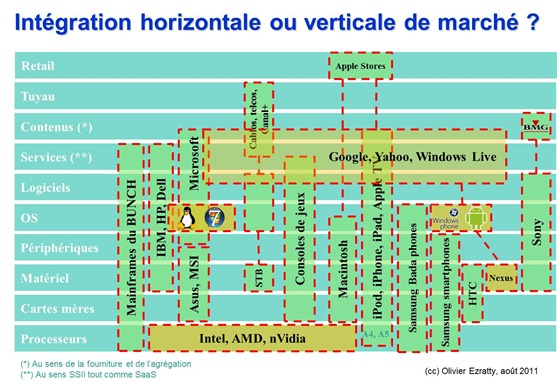 Intégration horizontale ou verticale de marché ?
Retail
Apple Stores
Tuyau
Cablos, telcos, Canal+
Contenus (*)
BMG
Services (**)
Google, Yahoo, Windows Live
Microsoft
Logiciels
Mainframes du BUNCH
IBM, HP, Dell
OS
Windows phone
Consoles de jeux
Macintosh
iPod, iPhone, iPad, Apple TV
Samsung Bada phones
Samsung smartphones
Sony
Périphériques
Matériel
Asus, MSI
STB
HTC
Nexus
Cartes mères
Processeurs
Intel, AMD, nVidia
A4, A5
(*) Au sens de la fourniture et de l'agrégation
(**) Au sens SSII tout comme SaaS
(cc) Olivier Ezratty, août 2011